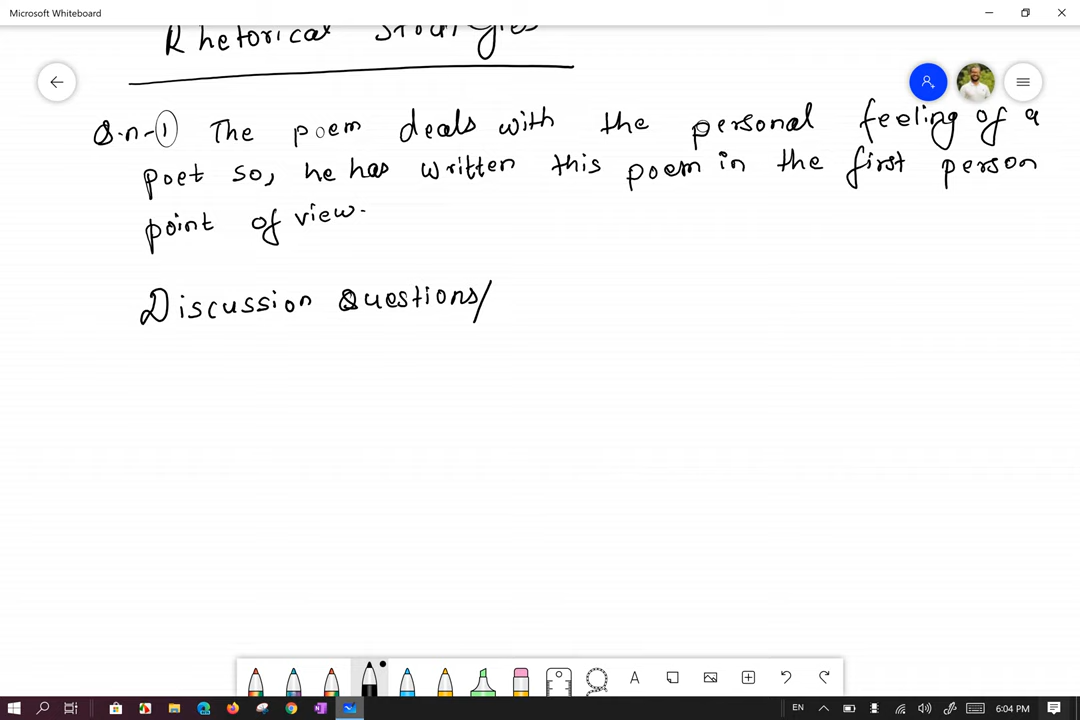 Microsoft Whiteboard
Rhetorical Strategies
Q.n-① The poem deals with the personal feeling of a
poet so, he has written this poem in the first person
point of view.
Discussion Questions/
A
EN
6:04 PM